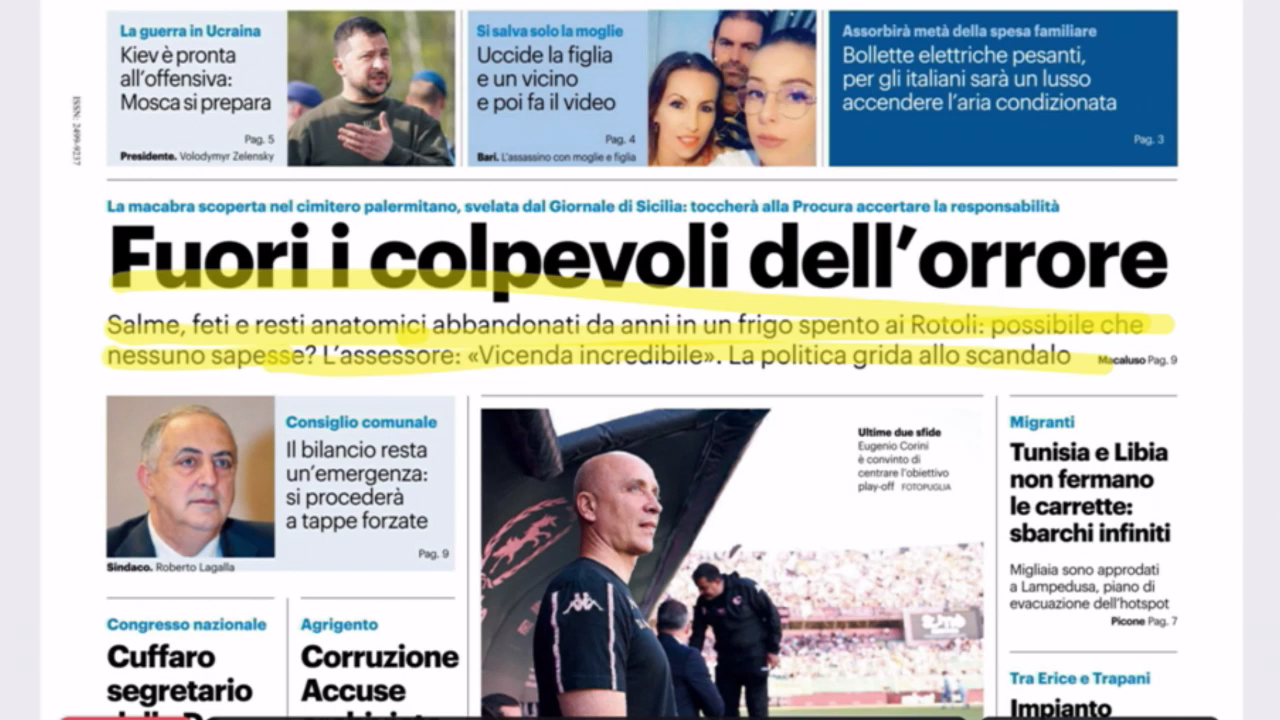 La guerra in Ucraina
Kiev è pronta
all'offensiva:
Mosca si prepara
Pag. 5
Presidente. Volodymyr Zelensky
Si salva solo la moglie
Uccide la figlia
e un vicino
e poi fa il video
Pag. 4
Bari. L'assassino con moglie e figlia
Assorbirà metà della spesa familiare
Bollette elettriche pesanti,
per gli italiani sarà un lusso
accendere l'aria condizionata
Pag. 3
ISSN: 2499-9237
La macabra scoperta nel cimitero palermitano, svelata dal Giornale di Sicilia: toccherà alla Procura accertare la responsabilità
Fuori i colpevoli dell'orrore
Salme, feti e resti anatomici abbandonati da anni in un frigo spento ai Rotoli: possibile che
nessuno sapesse? L'assessore: «Vicenda incredibile». La politica grida allo scandalo
Macaluso Pag. 9
Consiglio comunale
Il bilancio resta
un'emergenza:
si procederà
a tappe forzate
Pag. 9
Sindaco. Roberto Lagalla
Ultime due sfide
Eugenio Corini
è convinto di
centrare l'obiettivo
play-off FOTOPUGLIA
Migranti
Tunisia e Libia
non fermano
le carrette:
sbarchi infiniti
Migliaia sono approdati
a Lampedusa, piano di
evacuazione dell'hotspot
Picone Pag. 7
Congresso nazionale
Cuffaro
segretario
Agrigento
Corruzione
Accuse
Kappa
Tra Erice e Trapani
Impianto